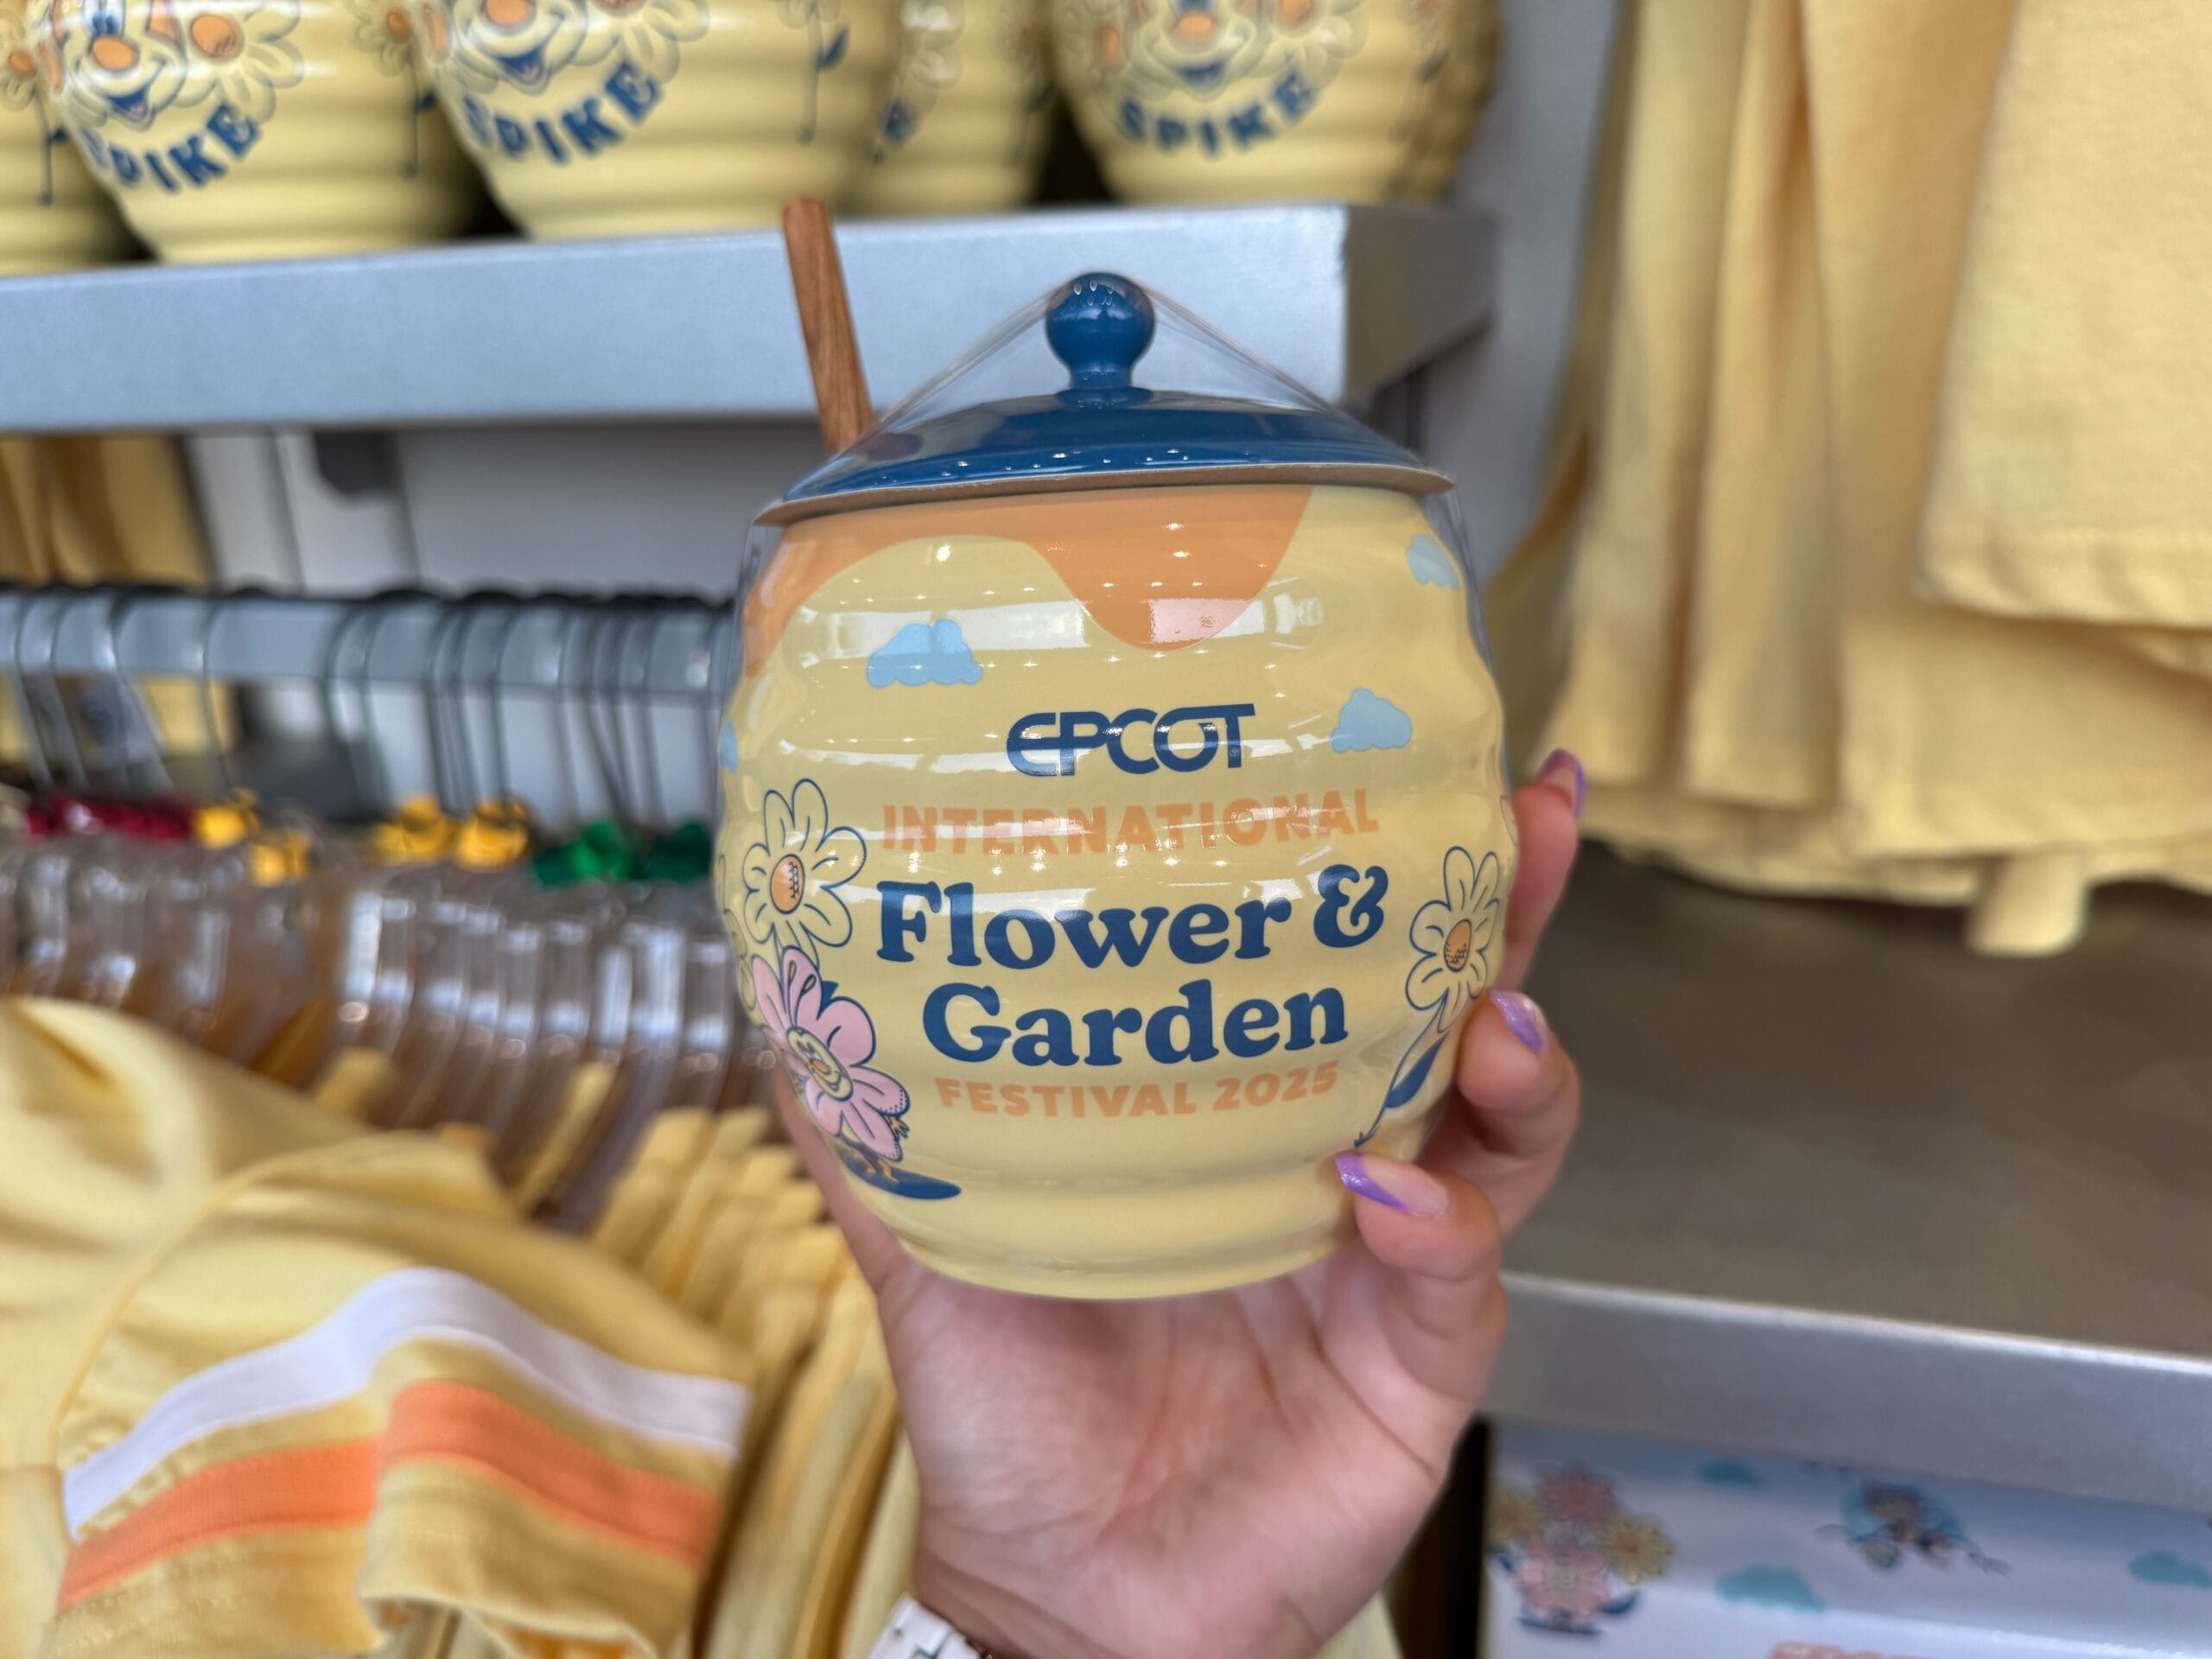 SPIKE
SPIKE
SPIKE
EPCOT
INTERNATIONAL
Flower &
Garden
FESTIVAL 2025